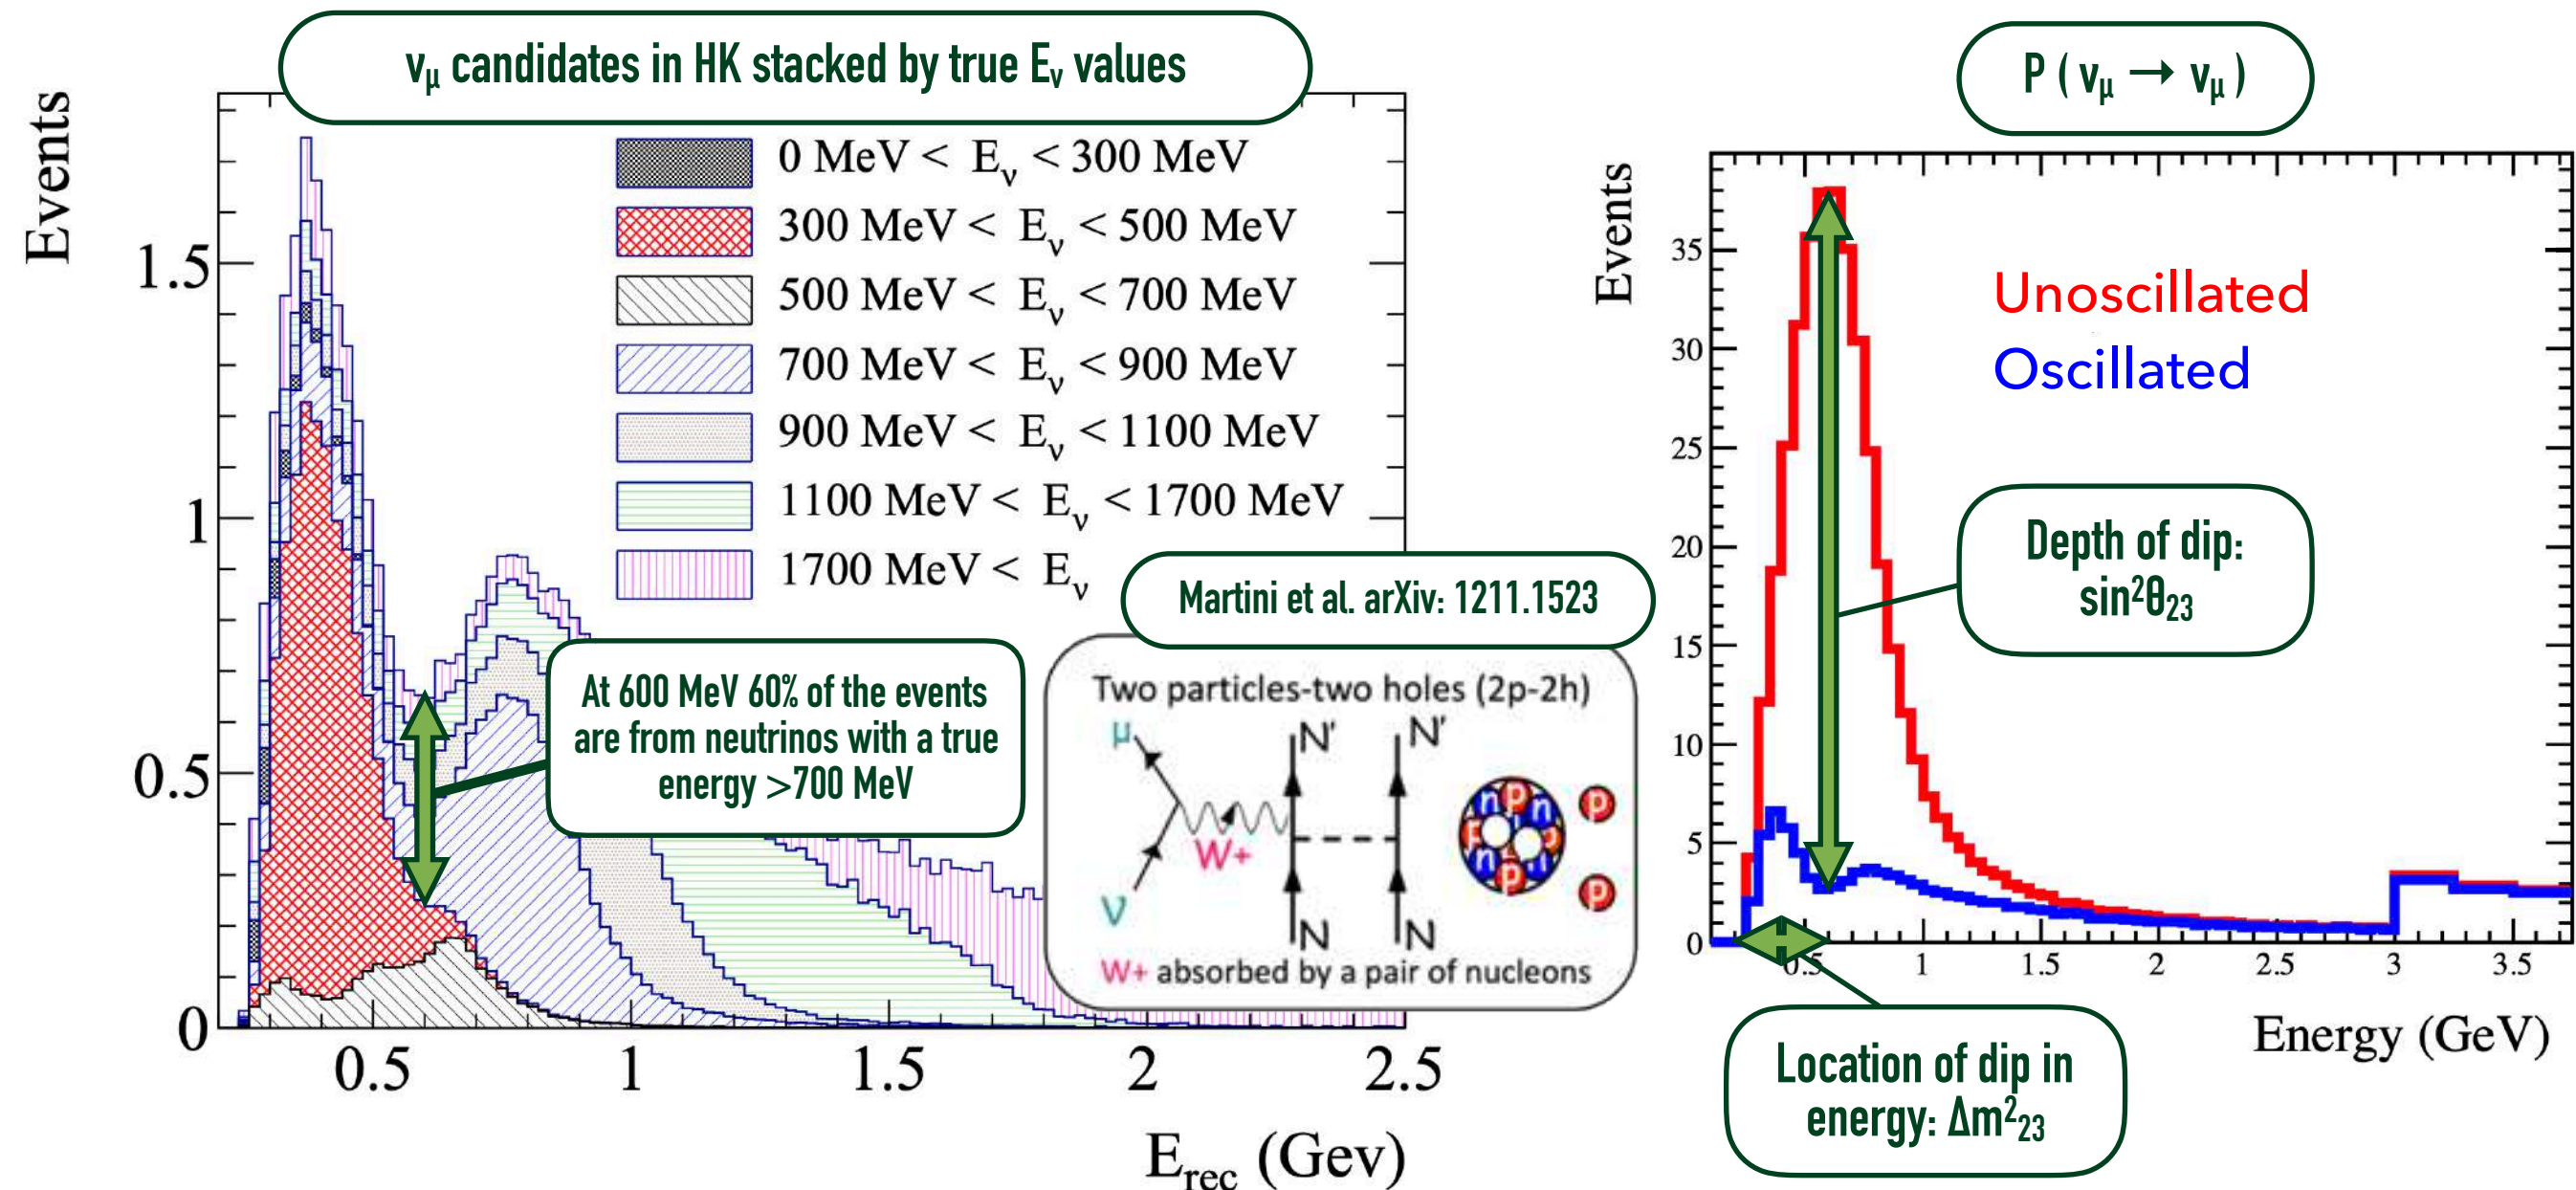 νμ candidates in HK stacked by true Eν values
Events
1.5
1
0.5
0
0.5
1
1.5
2
2.5
Erec (Gev)
0 MeV < Eν < 300 MeV
300 MeV < Eν < 500 MeV
500 MeV < Eν < 700 MeV
700 MeV < Eν < 900 MeV
900 MeV < Eν < 1100 MeV
1100 MeV < Eν < 1700 MeV
1700 MeV < Eν
At 600 MeV 60% of the events
are from neutrinos with a true
energy >700 MeV
Martini et al. arXiv: 1211.1523
Two particles-two holes (2p-2h)
μ
N'
N'
W+
ν
N
N
n
p
n
p
n
p
p
p
W+ absorbed by a pair of nucleons
P ( νμ → νμ )
Events
35
30
25
20
15
10
5
0
0.5
1
1.5
2
2.5
3
3.5
Energy (GeV)
Unoscillated
Oscillated
Depth of dip:
sin²θ₂₃
Location of dip in
energy: Δm²₂₃